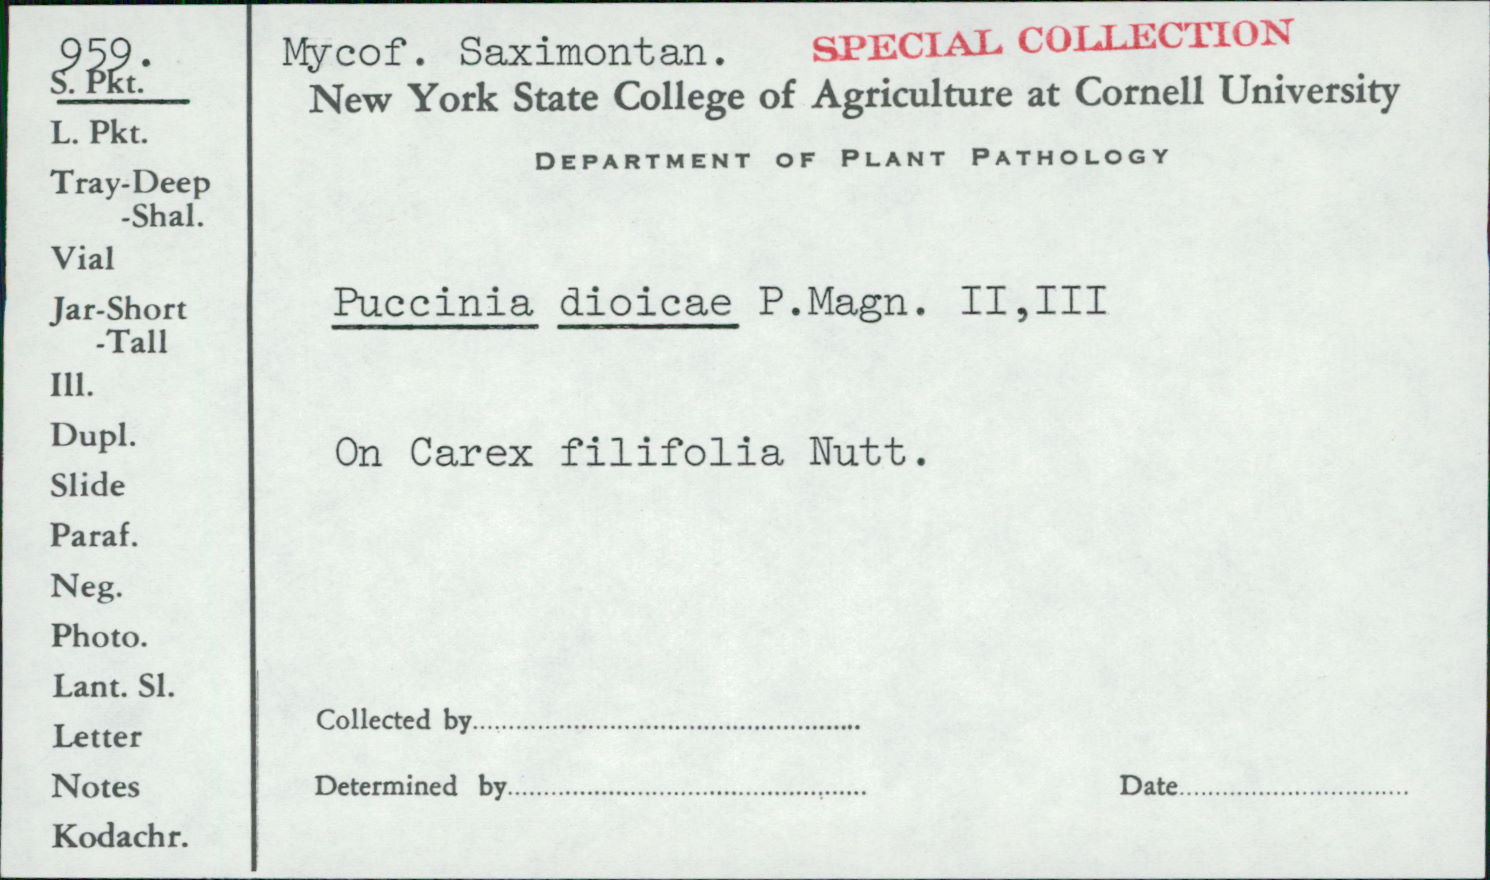 959.
S. Pkt.
L. Pkt.
Tray-Deep
-Shal.
Vial
Jar-Short
-Tall
Ill.
Dupl.
Slide
Paraf.
Neg.
Photo.
Lant. Sl.
Letter
Notes
Kodachr.
Mycof. Saximontan. SPECIAL COLLECTION
New York State College of Agriculture at Cornell University
DEPARTMENT OF PLANT PATHOLOGY
Puccinia dioicae P.Magn. II,III
On Carex filifolia Nutt.
Collected by
Determined by Date